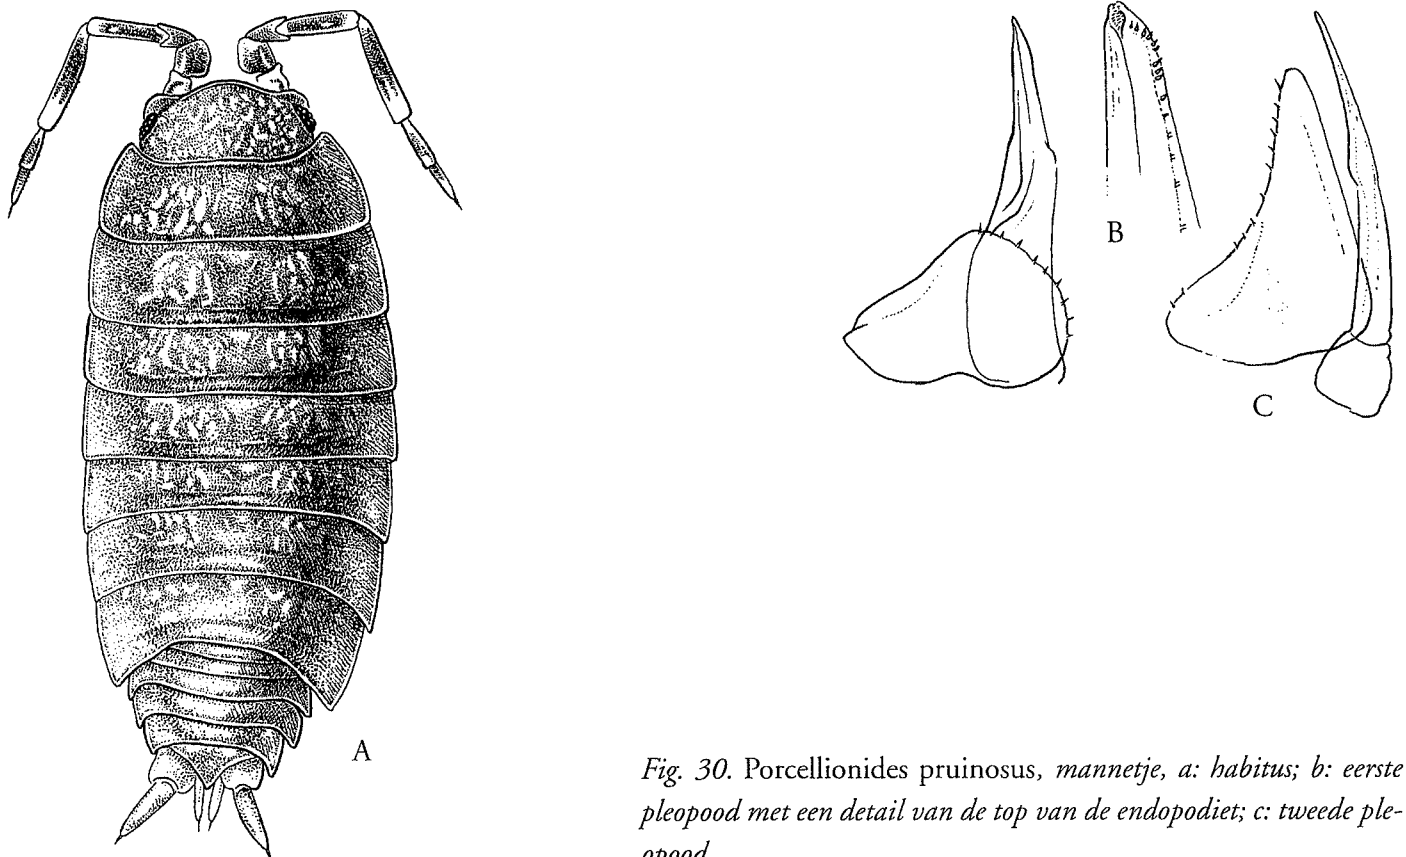 B
C
A
Fig. 30. Porcellionides pruinosus, mannetje, a: habitus; b: eerste
pleopood met een detail van de top van de endopodiet; c: tweede ple-
opood.